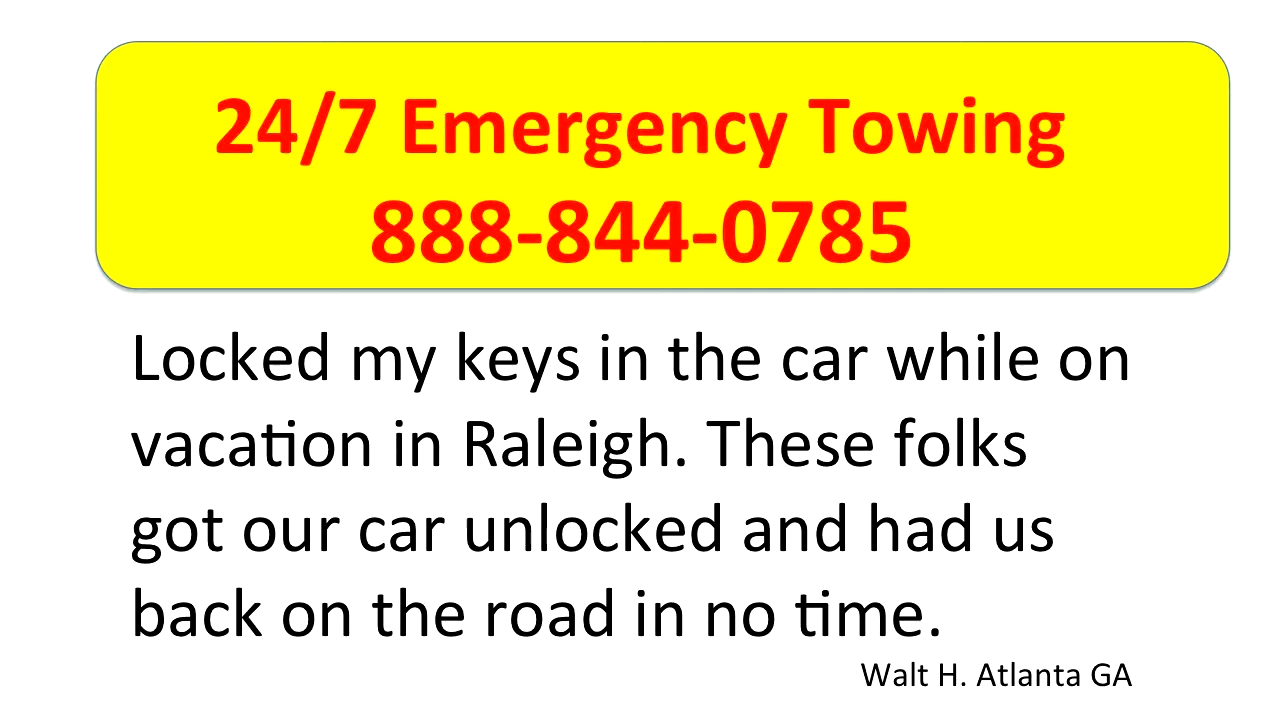 24/7 Emergency Towing
888-844-0785
Locked my keys in the car while on
vacation in Raleigh. These folks
got our car unlocked and had us
back on the road in no time.
Walt H. Atlanta GA